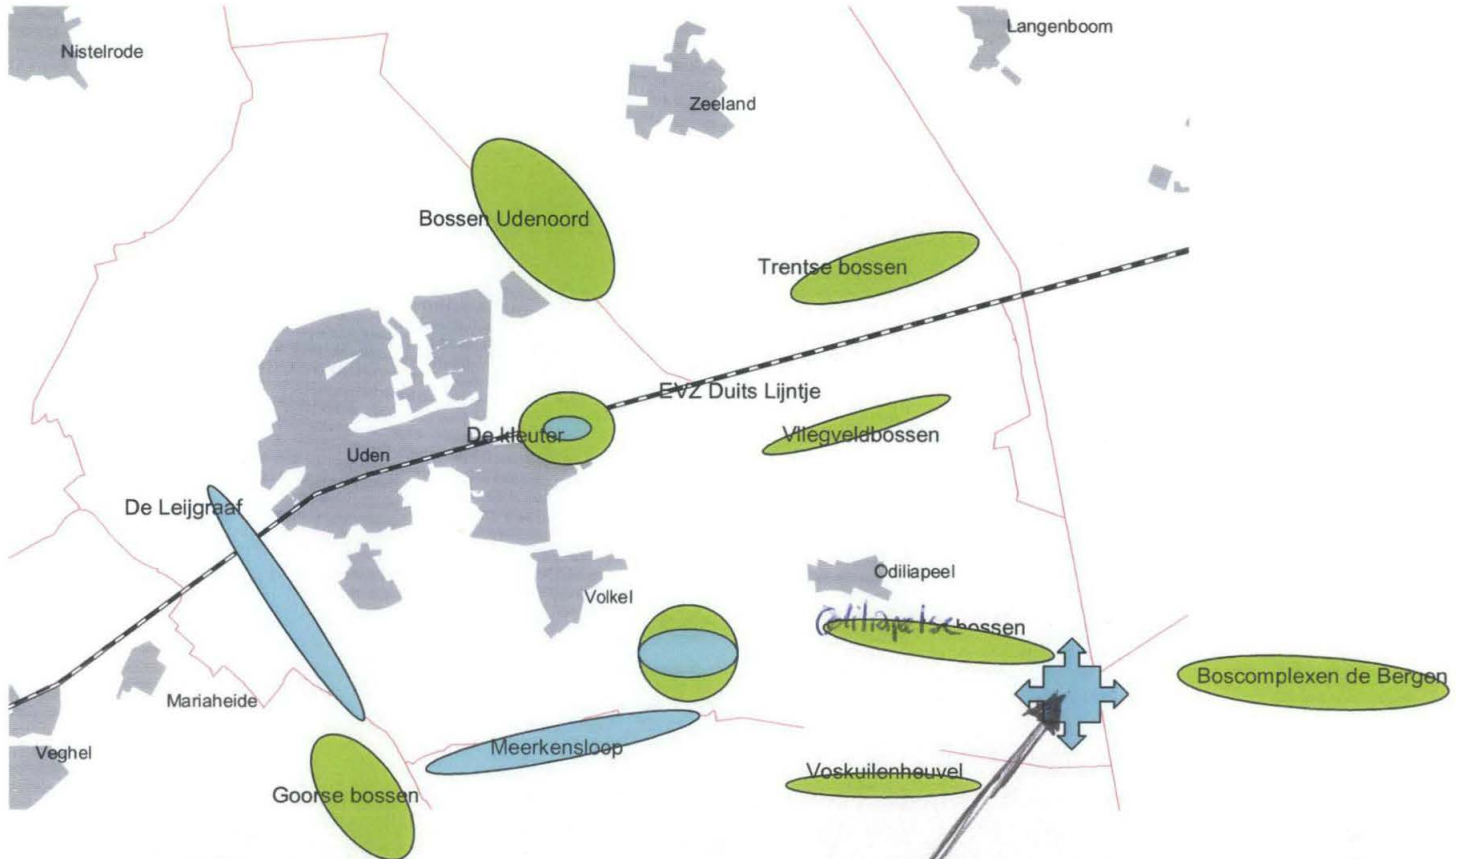 Langenboom
Nistelrode
Zeeland
Bossen Udenoord
Trentse bossen
EVZ Duits Lijntje
De kleuter
Vliegveldbossen
Uden
De Leijgraaf
Odiliapeel
Volkel
bossen
Boscomplexen de Bergen
Mariaheide
Meerkensloop
Veghel
Voskuilenheuvel
Goorse bossen